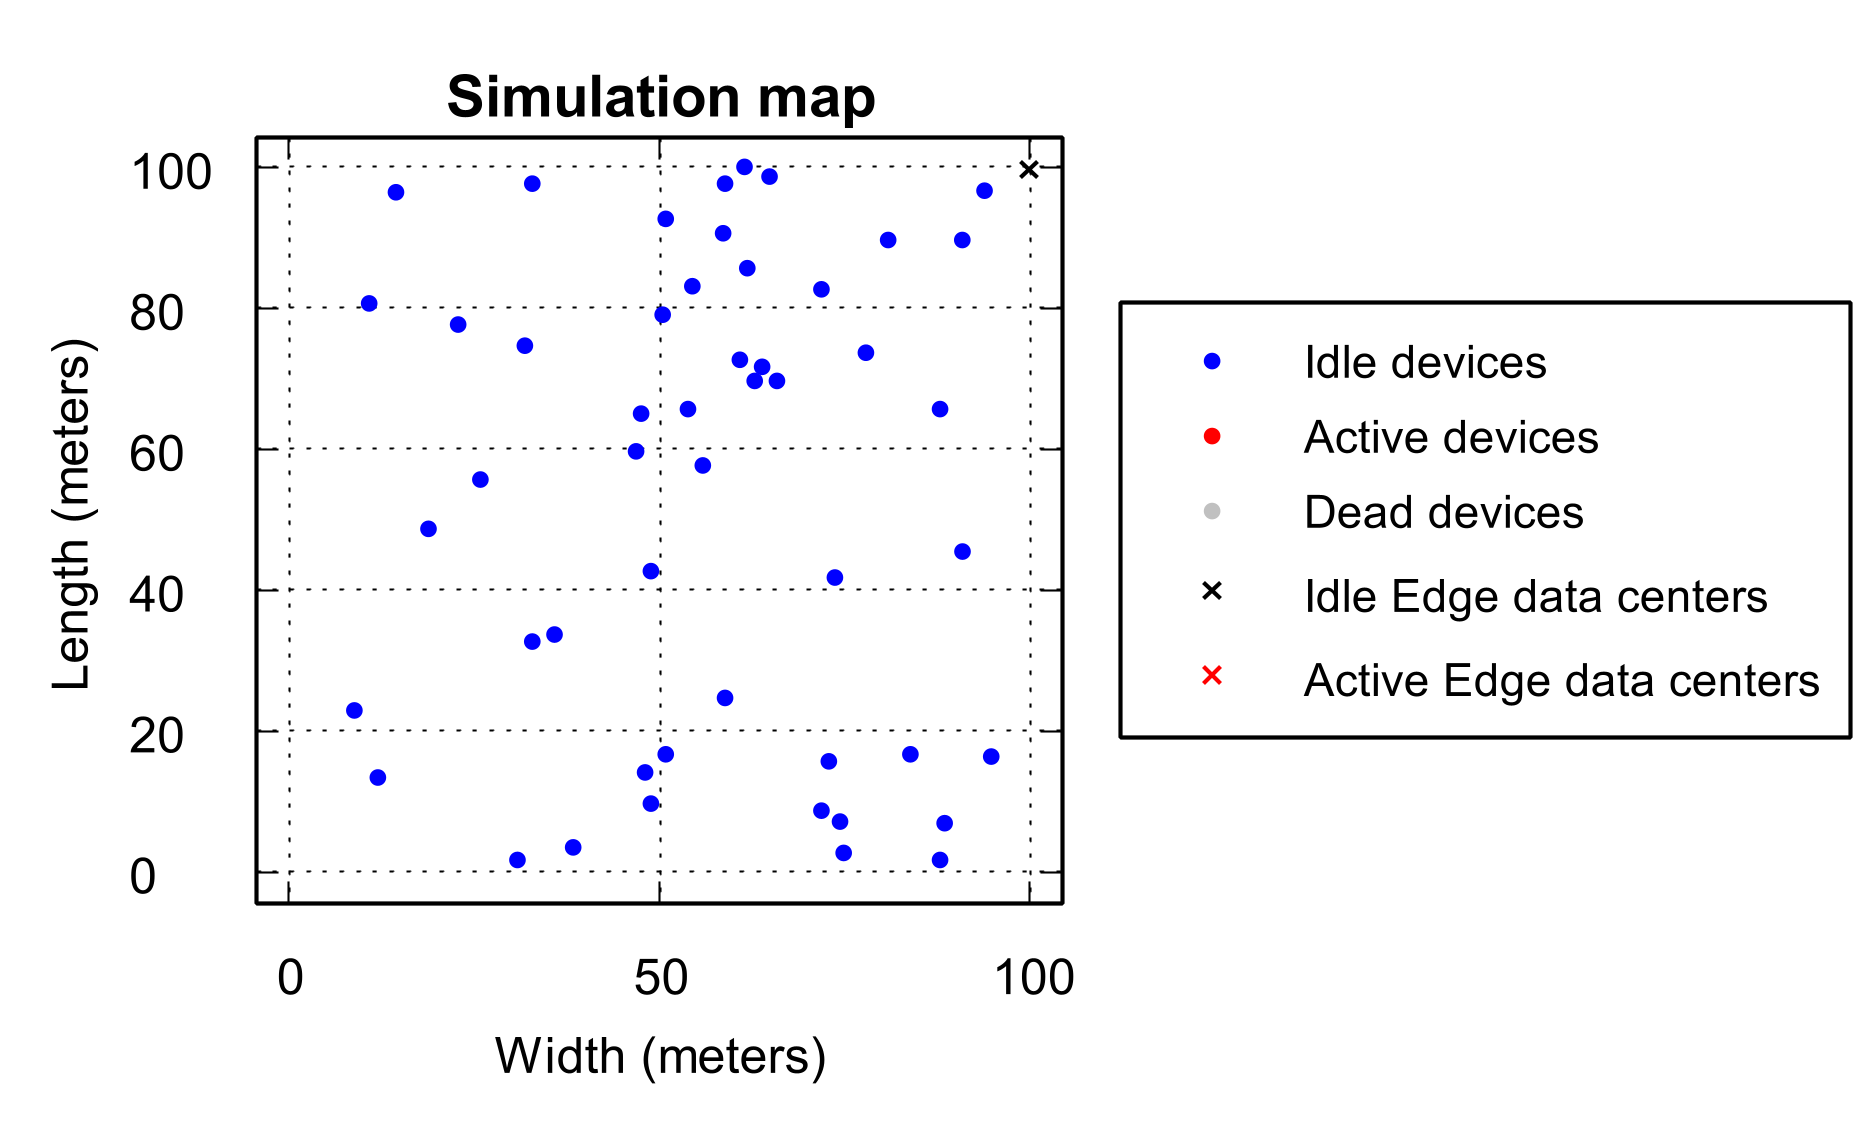 Simulation map
100
80
60
40
20
0
Length (meters)
0 50 100
Width (meters)
Idle devices
Active devices
Dead devices
Idle Edge data centers
Active Edge data centers